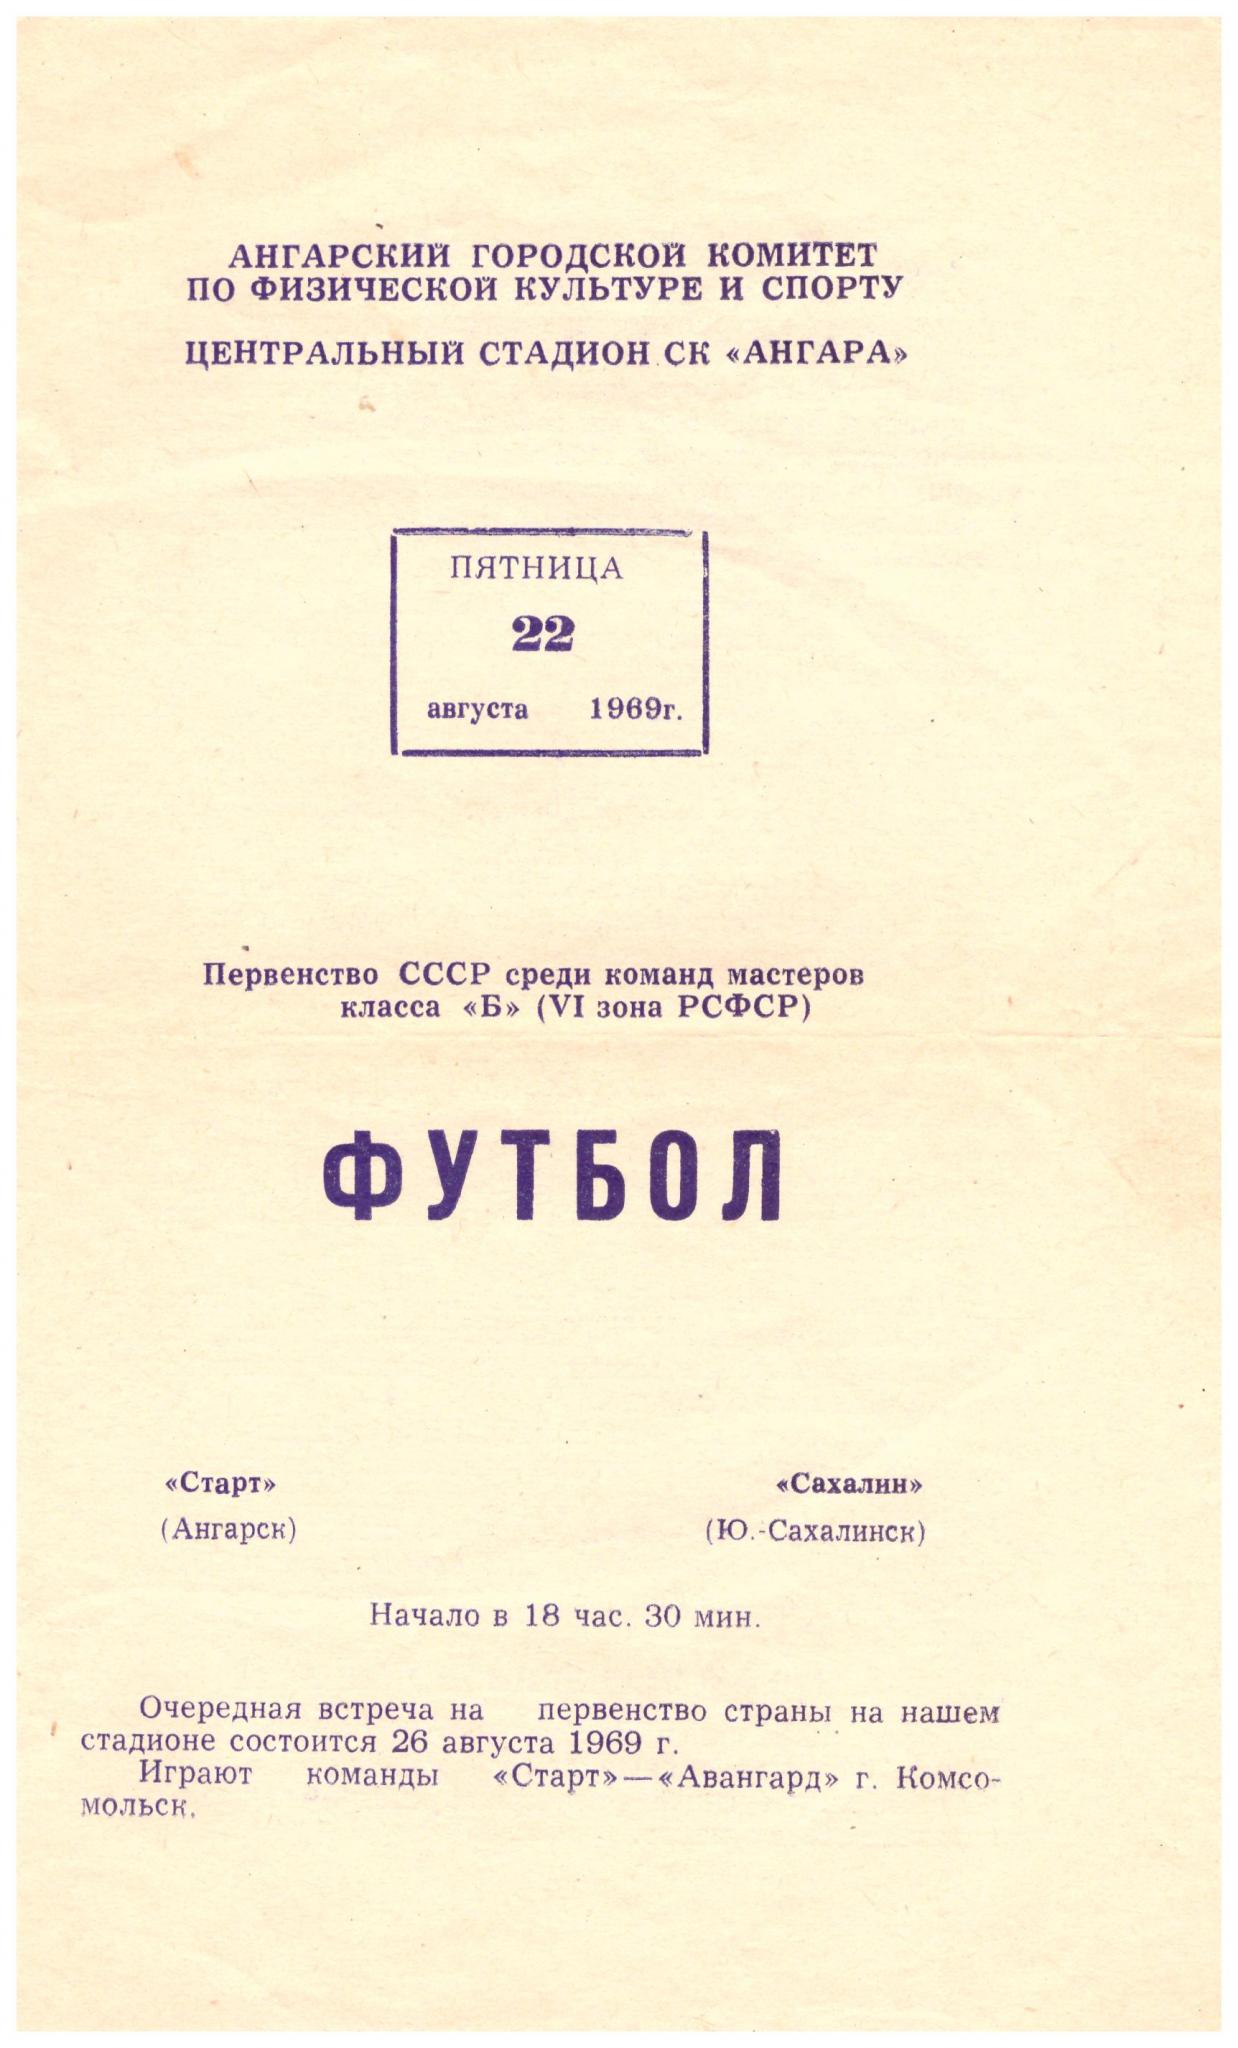 АНГАРСКИЙ ГОРОДСКОЙ КОМИТЕТ
ПО ФИЗИЧЕСКОЙ КУЛЬТУРЕ И СПОРТУ
ЦЕНТРАЛЬНЫЙ СТАДИОН СК «АНГАРА»
ПЯТНИЦА
22
августа 1969г.
Первенство СССР среди команд мастеров
класса «Б» (VI зона РСФСР)
ФУТБОЛ
«Старт» «Сахалин»
(Ангарск) (Ю.-Сахалинск)
Начало в 18 час. 30 мин.
Очередная встреча на первенство страны на нашем
стадионе состоится 26 августа 1969 г.
Играют команды «Старт»—«Авангард» г. Комсо-
мольск.